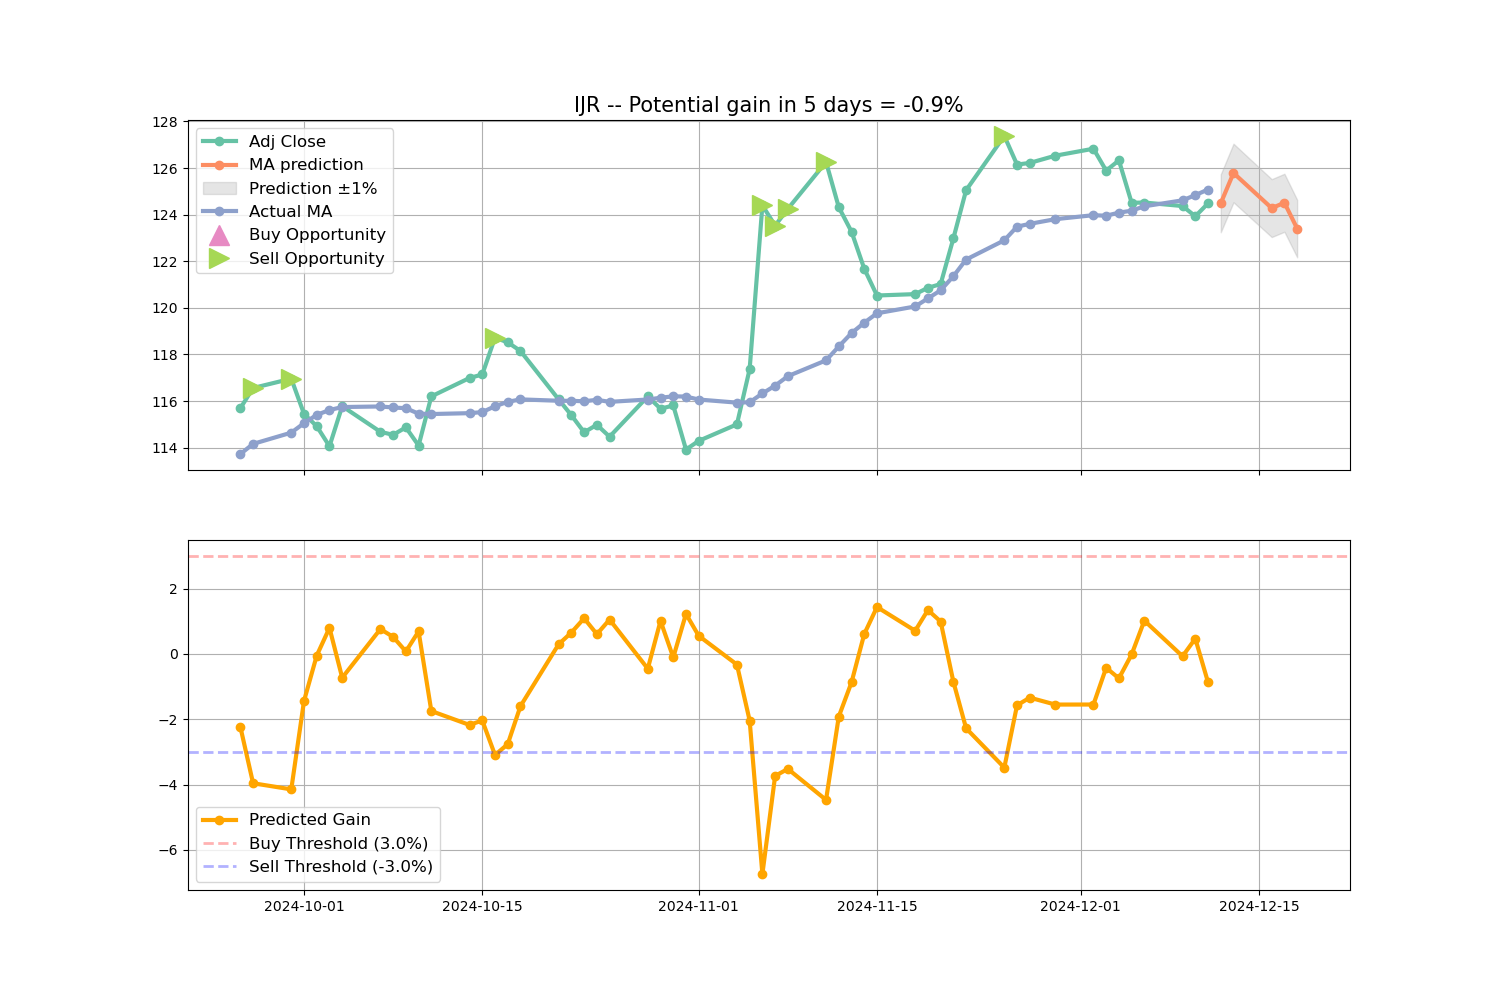 IJR -- Potential gain in 5 days = -0.9%
128
126
124
122
120
118
116
114
Adj Close
MA prediction
Prediction ±1%
Actual MA
Buy Opportunity
Sell Opportunity
2
0
−2
−4
−6
Predicted Gain
Buy Threshold (3.0%)
Sell Threshold (-3.0%)
2024-10-01
2024-10-15
2024-11-01
2024-11-15
2024-12-01
2024-12-15